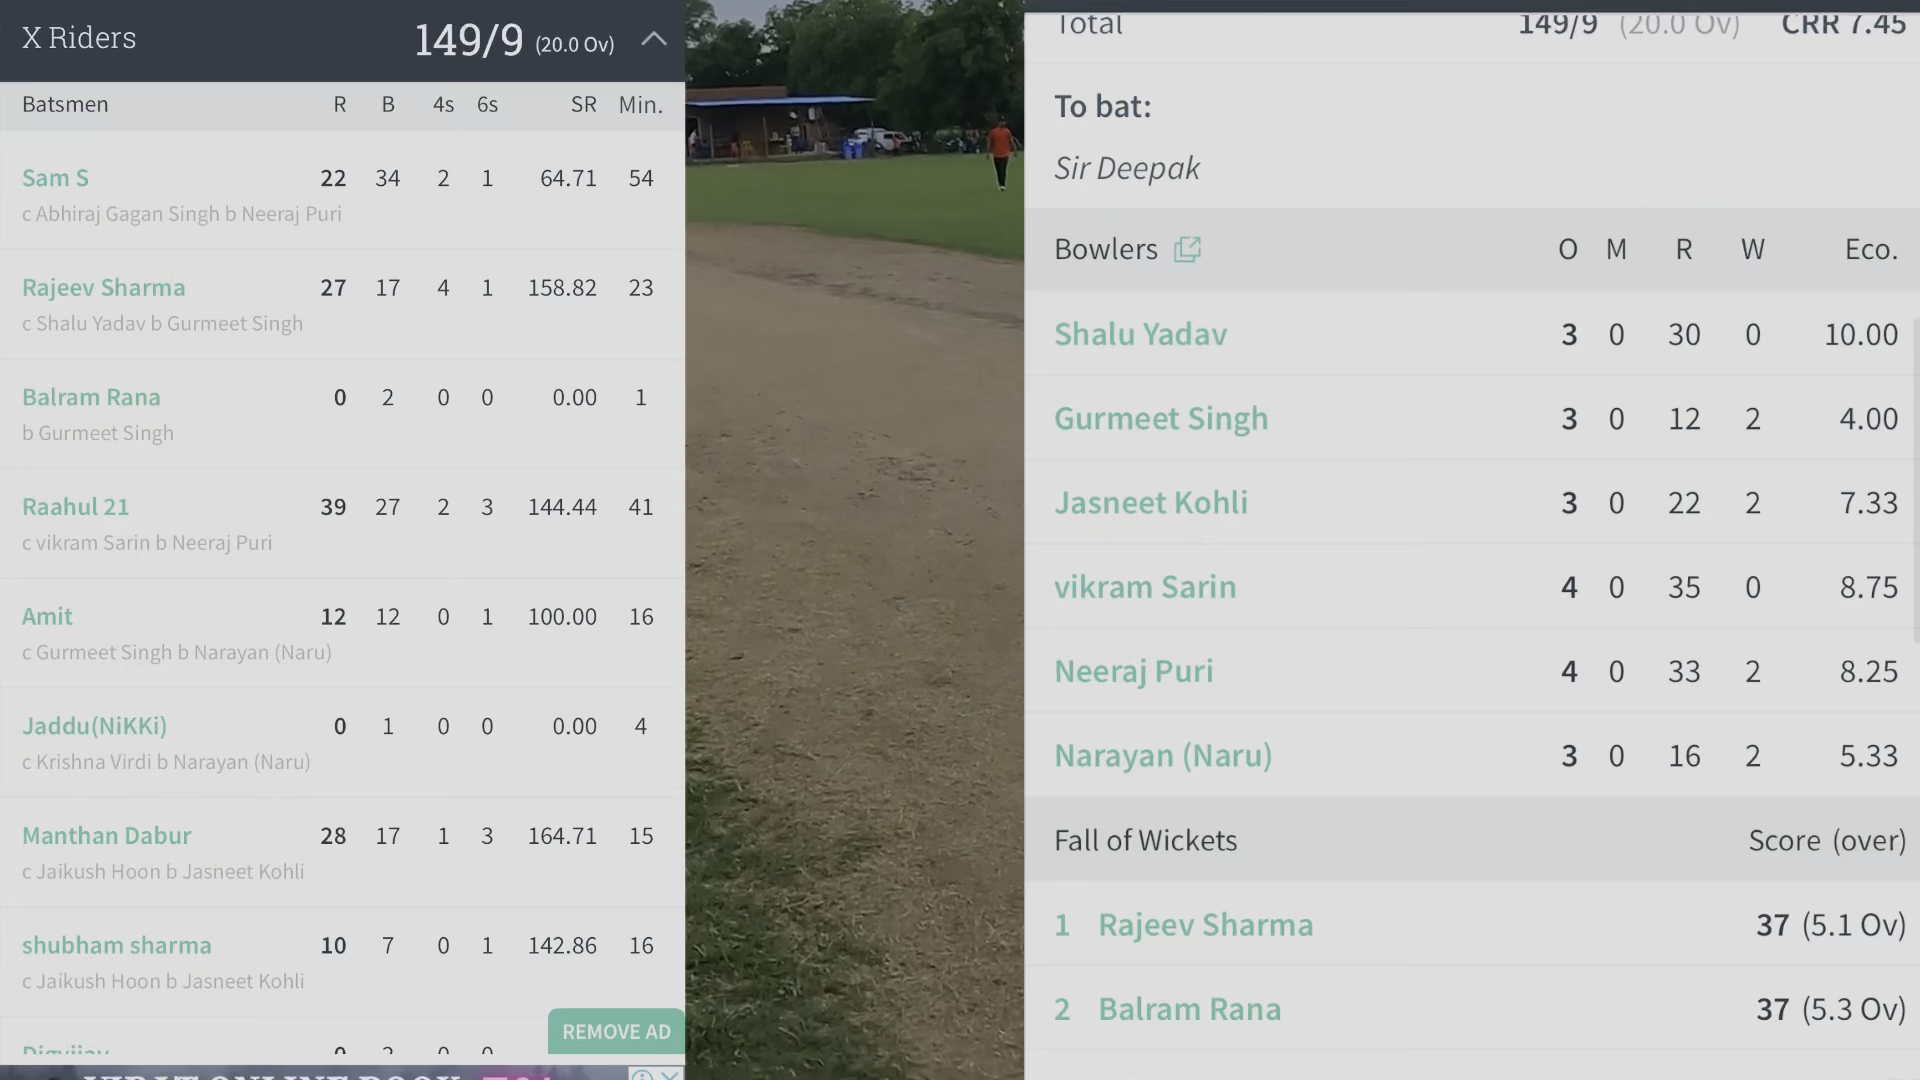 X Riders 149/9 (20.0 Ov)
Batsmen R B 4s 6s SR Min.
Sam S 22 34 2 1 64.71 54
c Abhiraj Gagan Singh b Neeraj Puri
Rajeev Sharma 27 17 4 1 158.82 23
c Shalu Yadav b Gurmeet Singh
Balram Rana 0 2 0 0 0.00 1
b Gurmeet Singh
Raahul 21 39 27 2 3 144.44 41
c vikram Sarin b Neeraj Puri
Amit 12 12 0 1 100.00 16
c Gurmeet Singh b Narayan (Naru)
Jaddu(NiKKi) 0 1 0 0 0.00 4
c Krishna Virdi b Narayan (Naru)
Manthan Dabur 28 17 1 3 164.71 15
c Jaikush Hoon b Jasneet Kohli
shubham sharma 10 7 0 1 142.86 16
c Jaikush Hoon b Jasneet Kohli
REMOVE AD
Total 149/9 (20.0 Ov) CRR 7.45
To bat:
Sir Deepak
Bowlers O M R W Eco.
Shalu Yadav 3 0 30 0 10.00
Gurmeet Singh 3 0 12 2 4.00
Jasneet Kohli 3 0 22 2 7.33
vikram Sarin 4 0 35 0 8.75
Neeraj Puri 4 0 33 2 8.25
Narayan (Naru) 3 0 16 2 5.33
Fall of Wickets Score (over)
1 Rajeev Sharma 37 (5.1 Ov)
2 Balram Rana 37 (5.3 Ov)